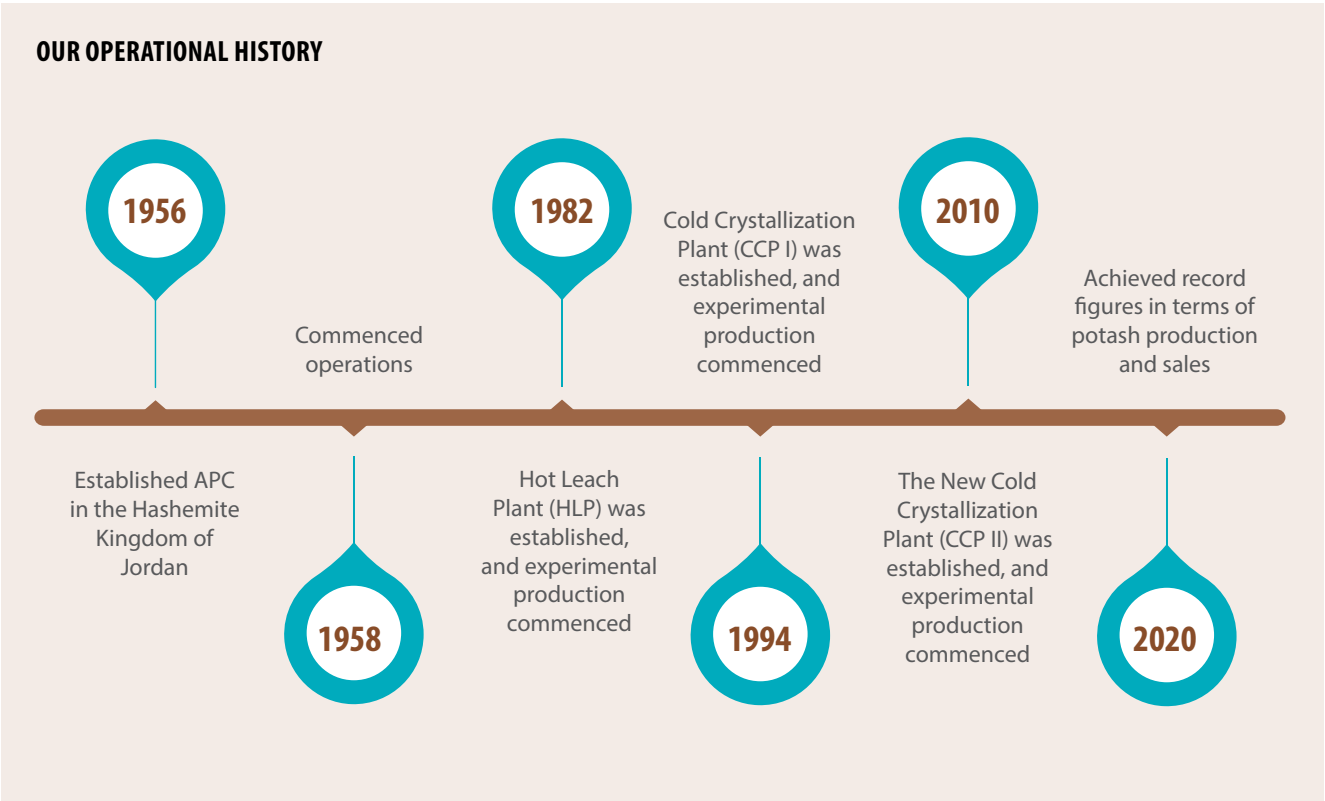 OUR OPERATIONAL HISTORY
1956
Established APC
in the Hashemite
Kingdom of
Jordan
Commenced
operations
1958
1982
Hot Leach
Plant (HLP) was
established,
and experimental
production
commenced
Cold Crystallization
Plant (CCP I) was
established, and
experimental
production
commenced
1994
2010
The New Cold
Crystallization
Plant (CCP II) was
established, and
experimental
production
commenced
Achieved record
figures in terms of
potash production
and sales
2020